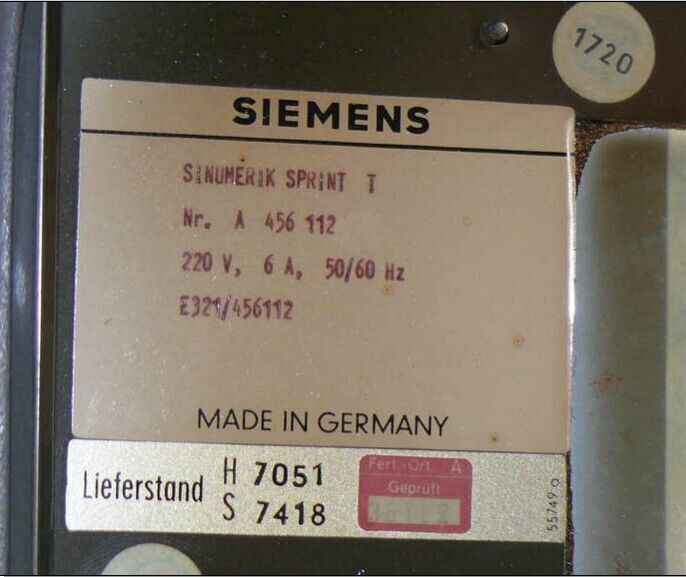 1720
SIEMENS
SINUMERIK SPRINT T
Nr. A 456 112
220 V, 6 A, 50/60 Hz
E321/456112
MADE IN GERMANY
Lieferstand H 7051
S 7418
Fert.-Ort A
Geprüft
55749 a